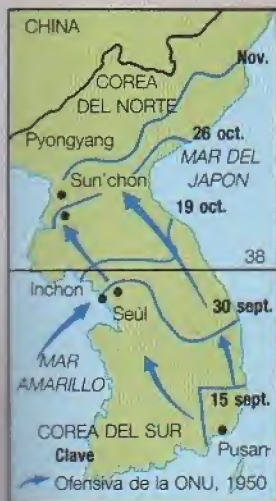 CHINA
Nov.
COREA
DEL NORTE
Pyongyang
26 oct.
MAR DEL
JAPON
Sun'chon
19 oct.
38
Inchon
Seùl
30 sept.
MAR
AMARILLO
15 sept.
COREA DEL SUR
Pusan
Clave
Ofensiva de la ONU, 1950